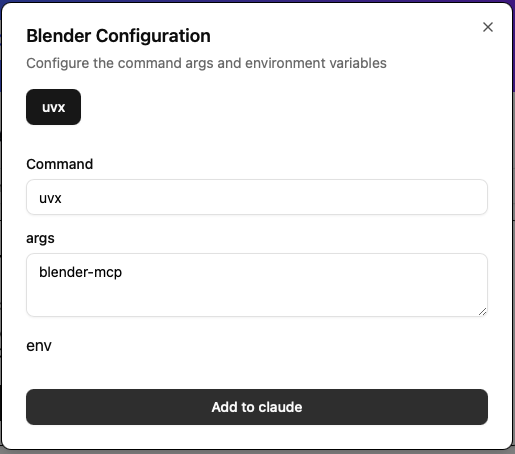 Blender Configuration
Configure the command args and environment variables
uvx
Command
uvx
args
blender-mcp
env
Add to claude